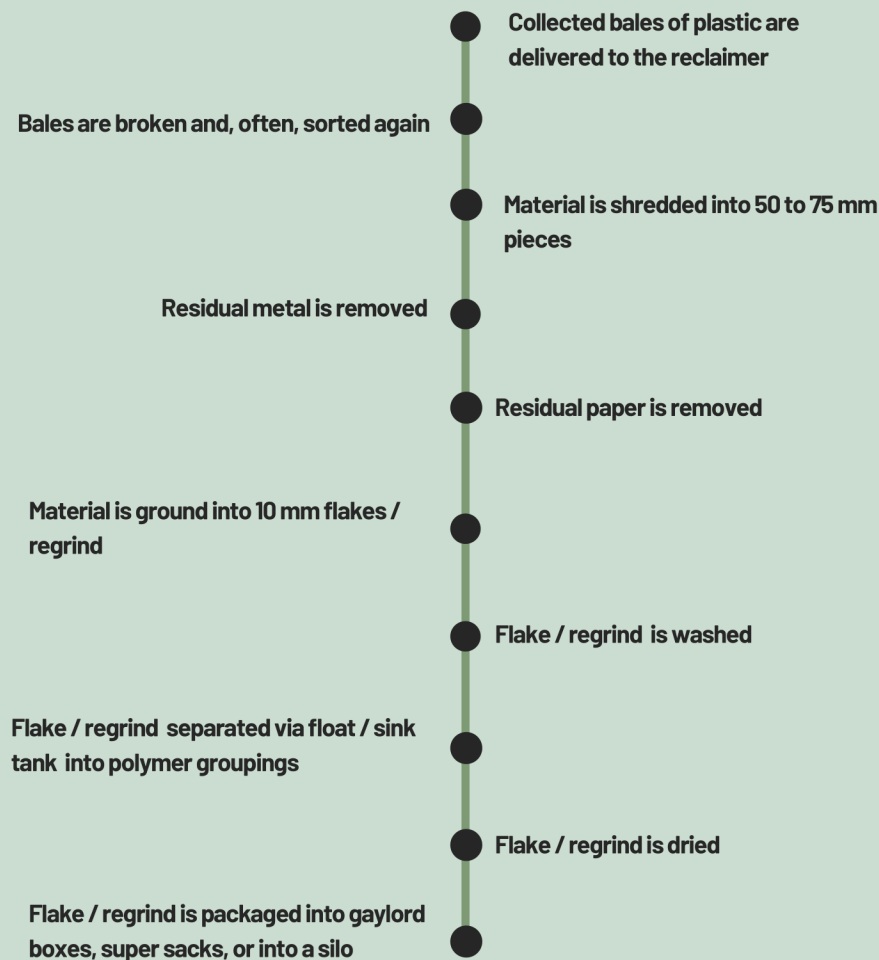 Collected bales of plastic are
delivered to the reclaimer
Bales are broken and, often, sorted again
Material is shredded into 50 to 75 mm
pieces
Residual metal is removed
Residual paper is removed
Material is ground into 10 mm flakes /
regrind
Flake / regrind is washed
Flake / regrind separated via float / sink
tank into polymer groupings
Flake / regrind is dried
Flake / regrind is packaged into gaylord
boxes, super sacks, or into a silo